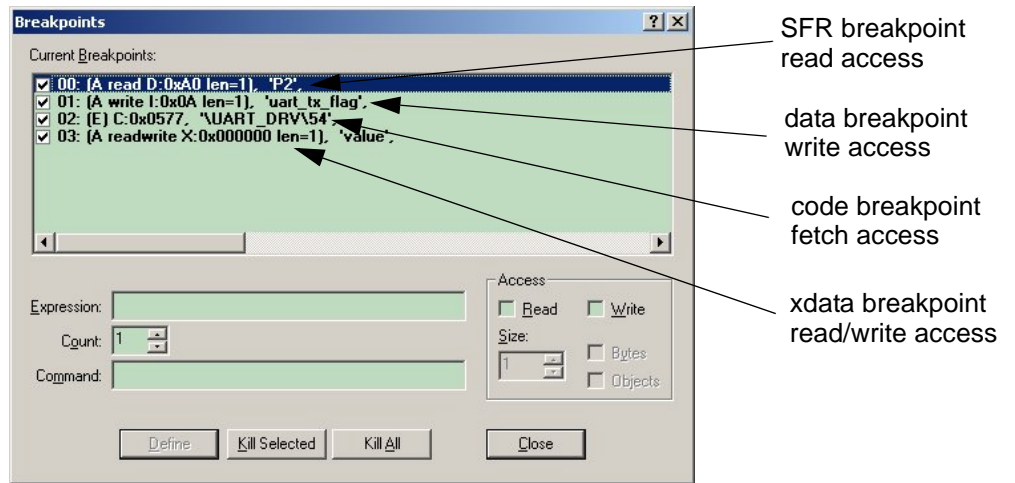 Breakpoints
Current Breakpoints:
00: (A read D:0xA0 len=1), 'P2',
01: (A write I:0x0A len=1), 'uart_tx_flag',
02: (E) C:0x0577, '\UART_DRV\54',
03: (A readwrite X:0x000000 len=1), 'value',
Expression:
Count: 1
Command:
Access
Read Write
Size:
1
Bytes
Objects
Define Kill Selected Kill All Close
SFR breakpoint
read access
data breakpoint
write access
code breakpoint
fetch access
xdata breakpoint
read/write access